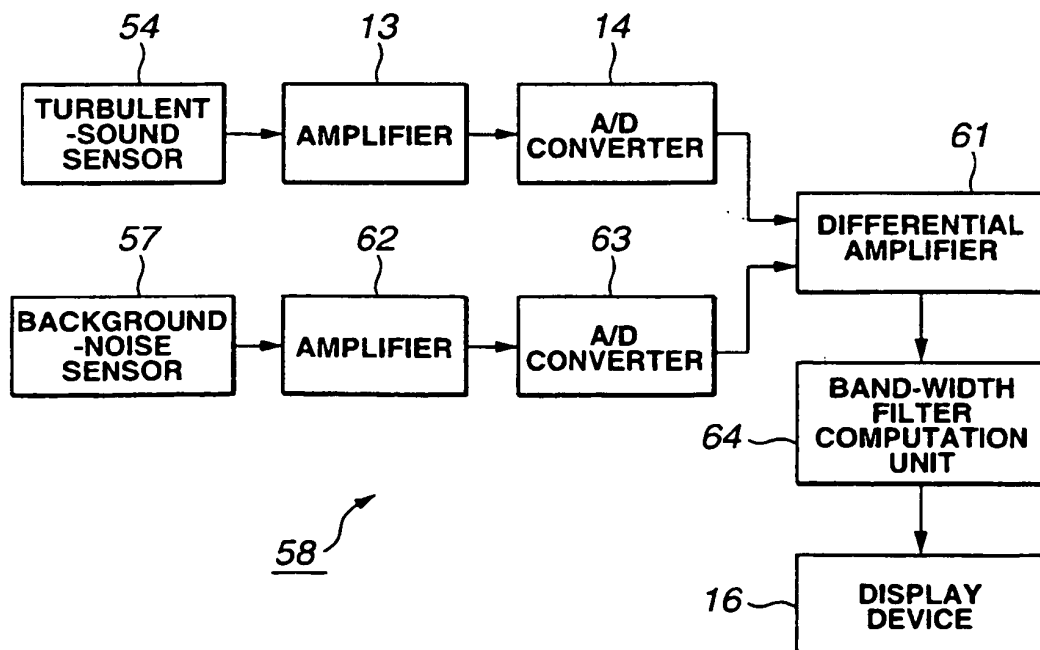 54
13
14
TURBULENT
-SOUND
SENSOR
AMPLIFIER
A/D
CONVERTER
61
DIFFERENTIAL
AMPLIFIER
57
62
63
BACKGROUND
-NOISE
SENSOR
AMPLIFIER
A/D
CONVERTER
BAND-WIDTH
FILTER
COMPUTATION
UNIT
64
58
DISPLAY
DEVICE
16